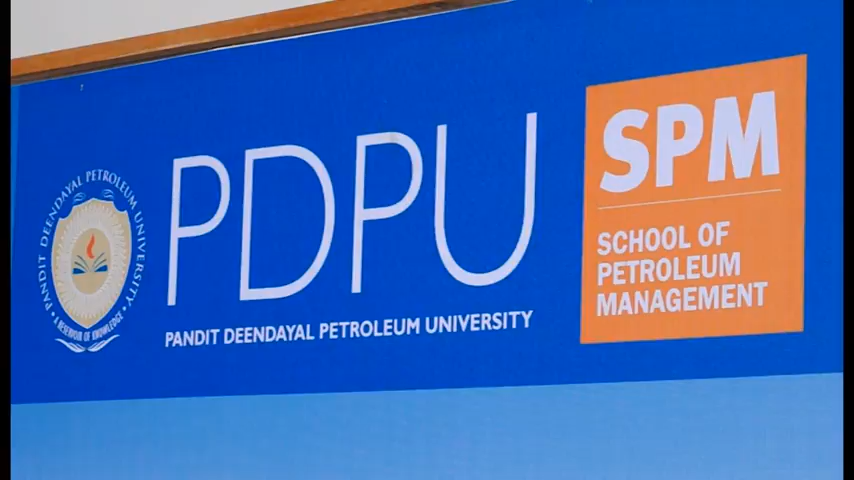 PANDIT DEENDAYAL PETROLEUM UNIVERSITY
A RESERVOIR OF KNOWLEDGE
PDPU
PANDIT DEENDAYAL PETROLEUM UNIVERSITY
SPM
SCHOOL OF
PETROLEUM
MANAGEMENT